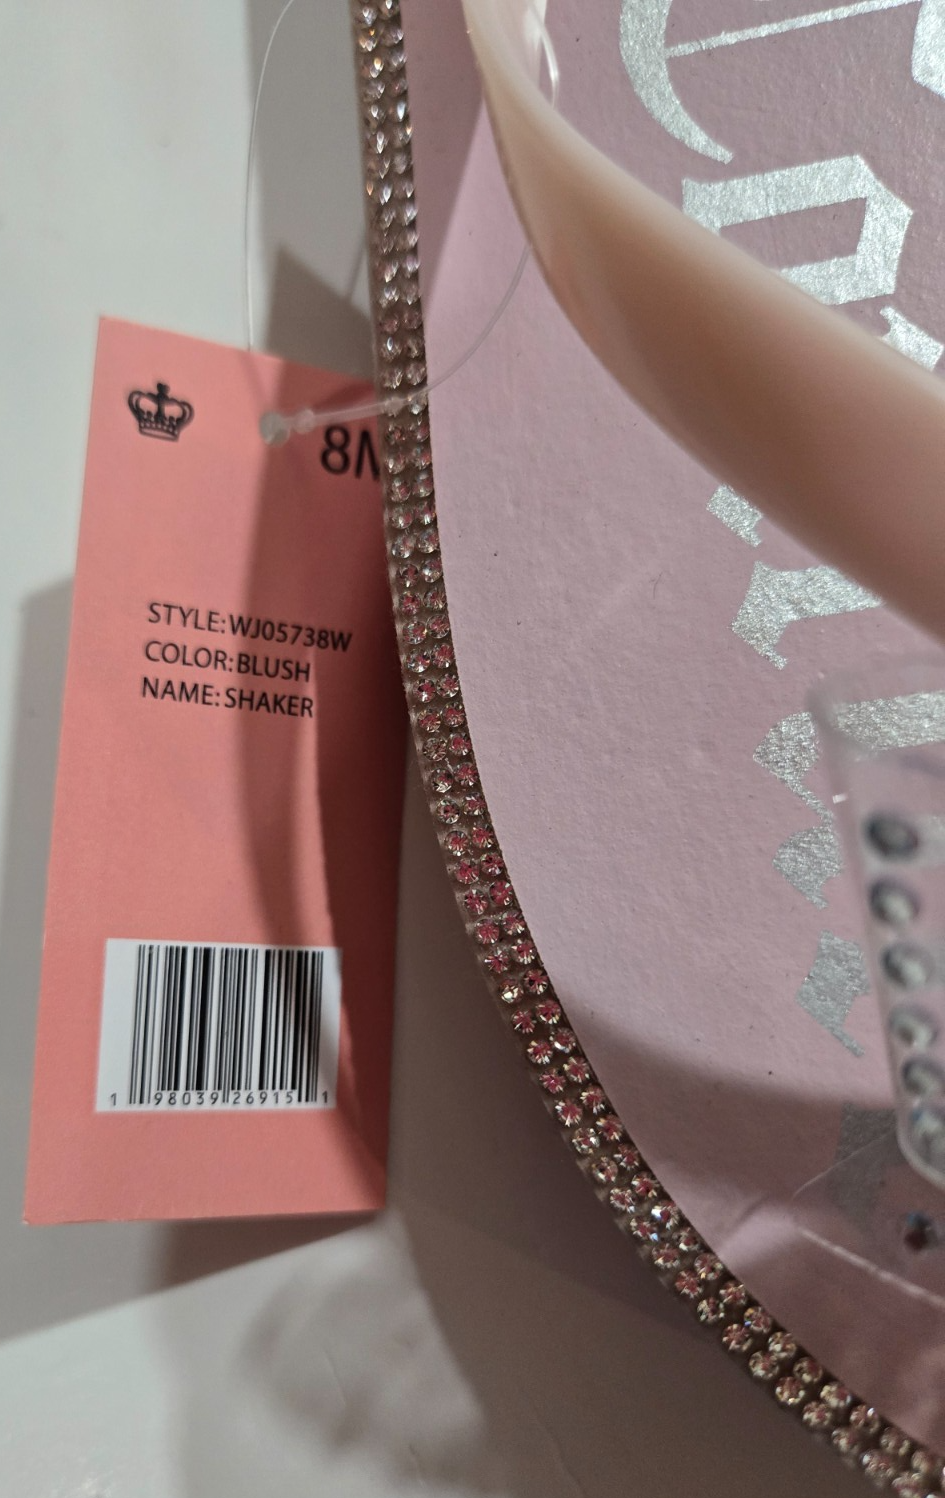 8M
STYLE:WJ05738W
COLOR:BLUSH
NAME:SHAKER
1 98039 26915 1